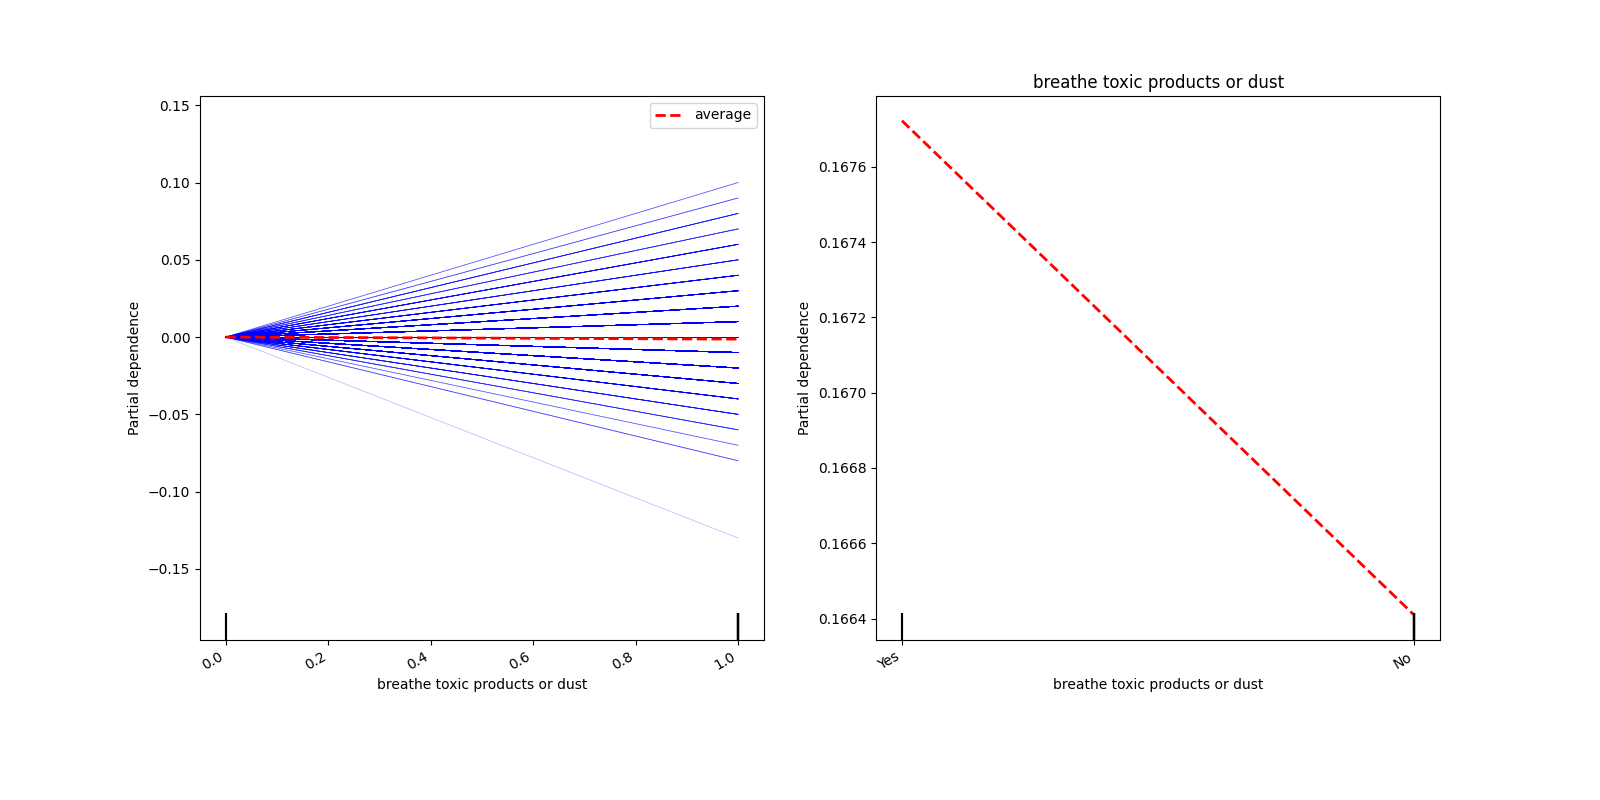 average
0.15
0.10
0.05
0.00
−0.05
−0.10
−0.15
Partial dependence
0.0
0.2
0.4
0.6
0.8
1.0
breathe toxic products or dust
breathe toxic products or dust
0.1676
0.1674
0.1672
0.1670
0.1668
0.1666
0.1664
Partial dependence
Yes
No
breathe toxic products or dust